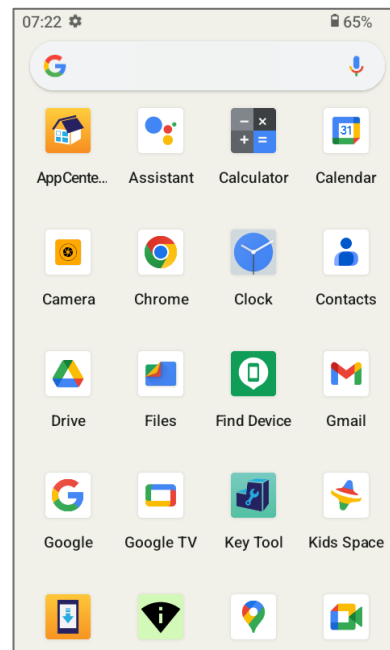 07:22 65%
AppCente... Assistant Calculator Calendar
31
Camera Chrome Clock Contacts
Drive Files Find Device Gmail
Google Google TV Key Tool Kids Space